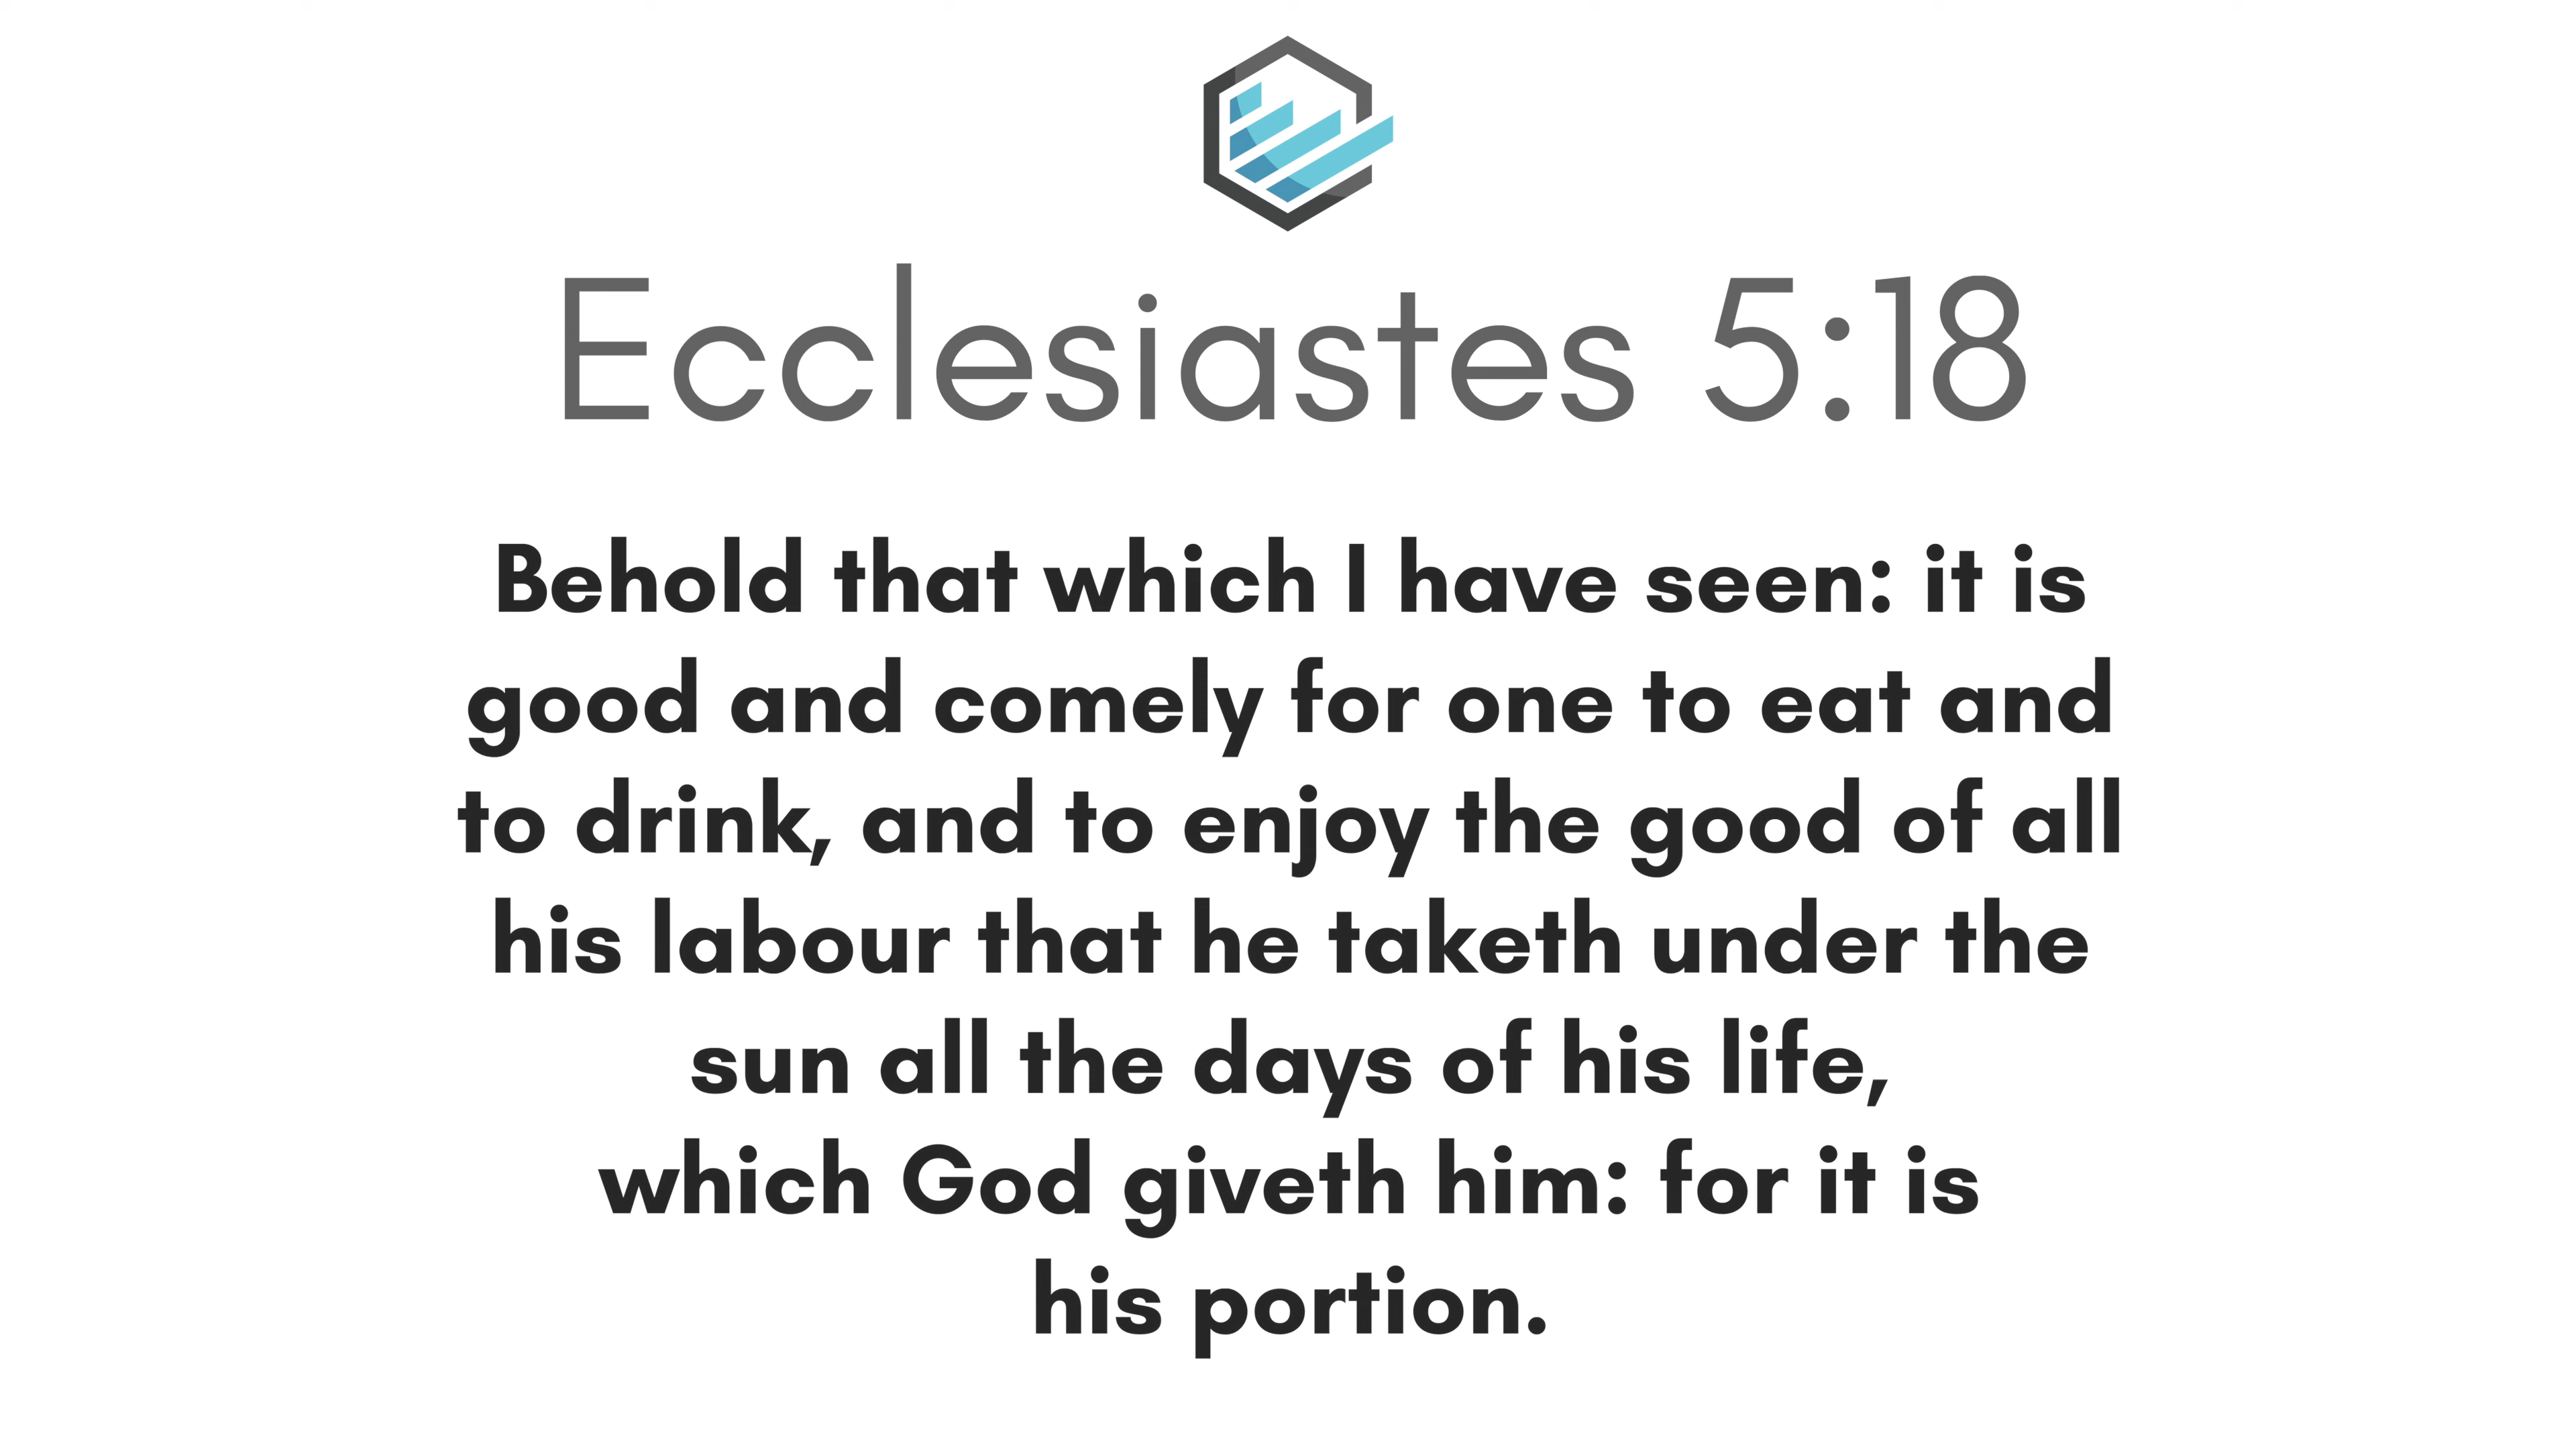 Ecclesiastes 5:18
Behold that which I have seen: it is
good and comely for one to eat and
to drink, and to enjoy the good of all
his labour that he taketh under the
sun all the days of his life,
which God giveth him: for it is
his portion.